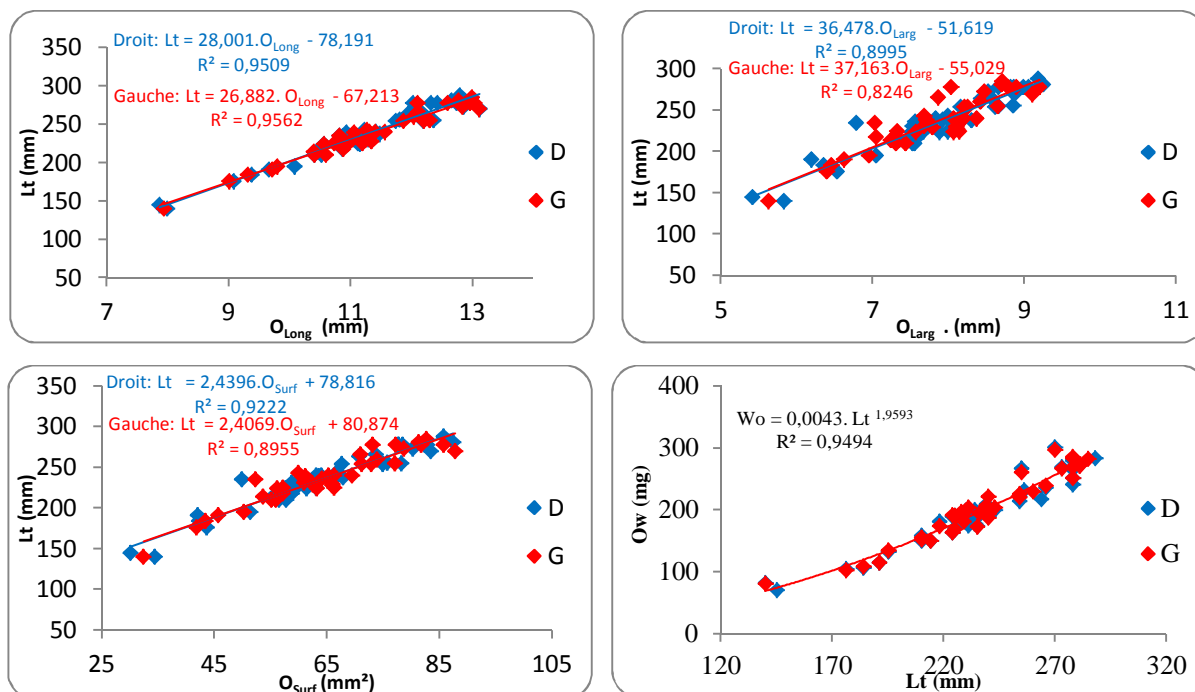 Droit: Lt = 28,001.OLong - 78,191
R² = 0,9509
Gauche: Lt = 26,882. OLong - 67,213
R² = 0,9562
350
300
250
200
150
100
50
Lt (mm)
7
9
11
13
OLong (mm)
D
G
Droit: Lt = 36,478.OLarg - 51,619
R² = 0,8995
Gauche: Lt = 37,163.OLarg - 55,029
R² = 0,8246
350
300
250
200
150
100
50
Lt (mm)
5
7
9
11
OLarg . (mm)
D
G
Droit: Lt = 2,4396.OSurf + 78,816
R² = 0,9222
Gauche: Lt = 2,4069.OSurf + 80,874
R² = 0,8955
350
300
250
200
150
100
50
Lt (mm)
25
45
65
85
105
OSurf (mm²)
D
G
Wo = 0,0043. Lt 1,9593
R² = 0,9494
400
300
200
100
0
Ow (mg)
120
170
220
270
320
Lt (mm)
D
G